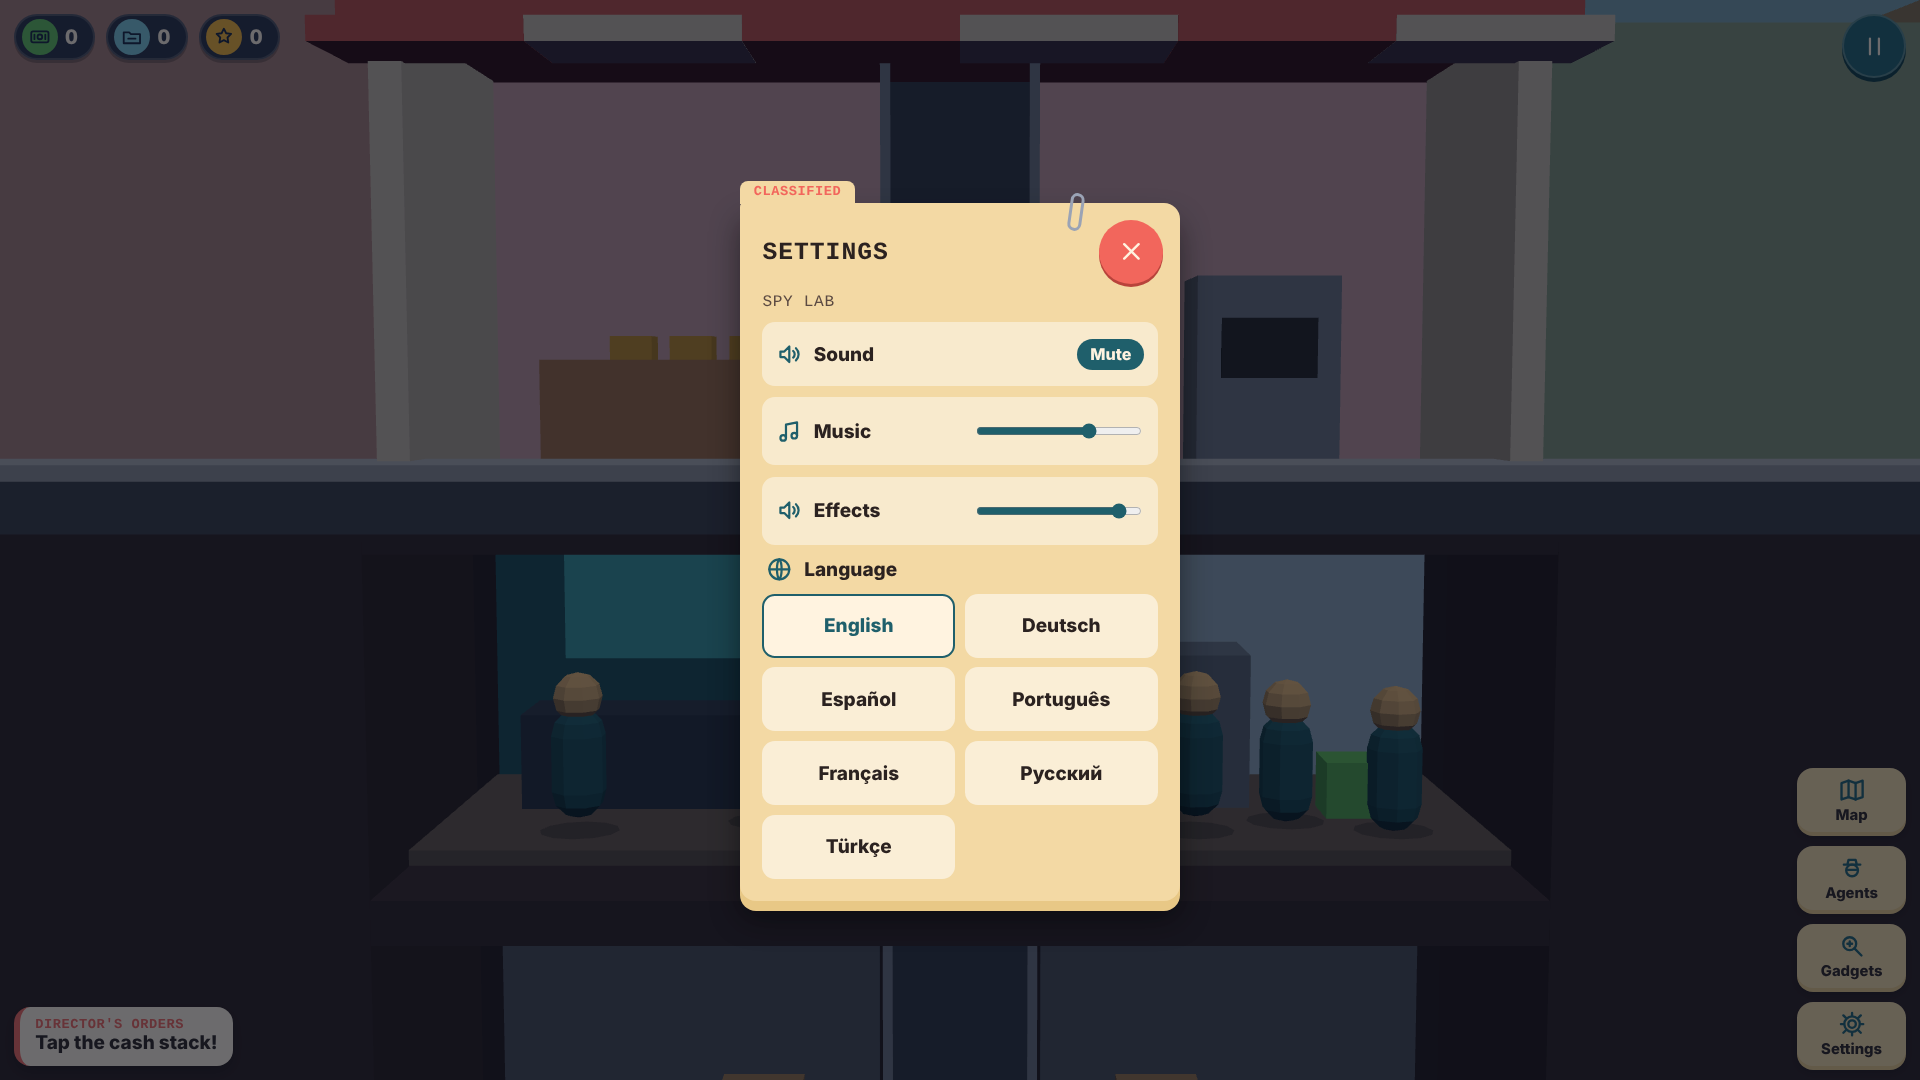 0 0 0
CLASSIFIED
SETTINGS
SPY LAB
Sound Mute
Music
Effects
Language
English Deutsch
Español Português
Français Русский
Türkçe
Map
Agents
Gadgets
Settings
DIRECTOR'S ORDERS
Tap the cash stack!